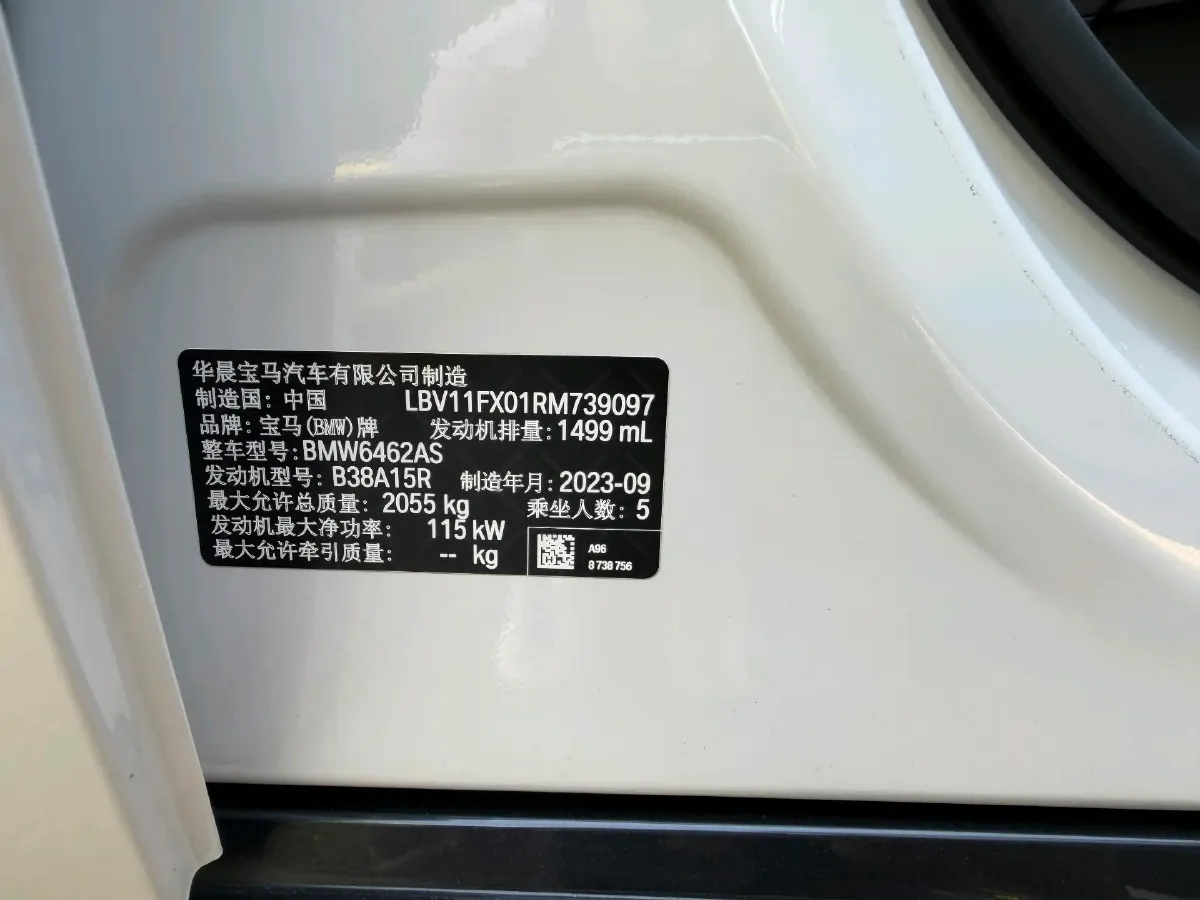 华晨宝马汽车有限公司制造
制造国: 中国 LBV11FX01RM739097
品牌: 宝马(BMW)牌 发动机排量: 1499 mL
整车型号: BMW6462AS
发动机型号: B38A15R 制造年月: 2023-09
最大允许总质量: 2055 kg 乘坐人数: 5
发动机最大净功率: 115 kW
最大允许牵引质量: -- kg
A96
8 738 756